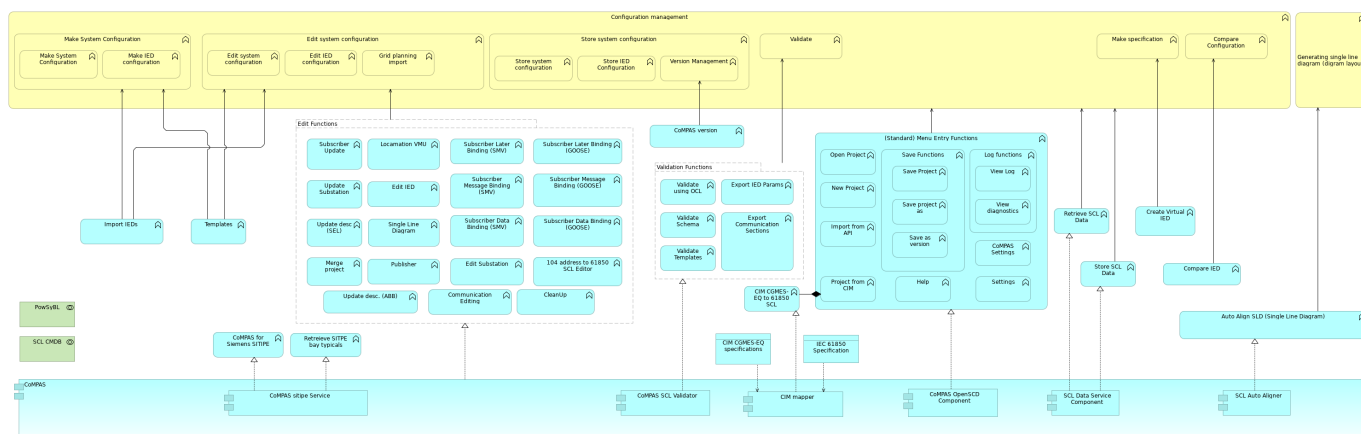 Configuration management
Make System Configuration
Make System
Configuration
Make IED
configuration
Edit system configuration
Edit system
configuration
Edit IED
configuration
Grid planning
import
Store system configuration
Store system
configuration
Store IED
Configuration
Version Management
Validate
Make specification
Compare
Configuration
Generating single line
diagram (digram layou
Edit Functions
Subscriber
Update
Locamation VMU
Subscriber Later
Binding (SMV)
Subscriber Later Binding
(GOOSE)
Update
Substation
Edit IED
Subscriber
Message Binding
(SMV)
Subscriber Message
Binding (GOOSE)
Update desc
(SEL)
Single Line
Diagram
Subscriber Data
Binding (SMV)
Subscriber Data Binding
(GOOSE)
Merge
project
Publisher
Edit Substation
104 address to 61850
SCL Editor
Update desc. (ABB)
Communication
Editing
CleanUp
CoMPAS version
Validation Functions
Validate
using OCL
Export IED Params
Validate
Schema
Export
Communication
Sections
Validate
Templates
(Standard) Menu Entry Functions
Open Project
New Project
Import from
API
Project from
CIM
Save Functions
Save Project
Save project
as
Save as
version
Help
Log functions
View Log
View
diagnostics
CoMPAS
Settings
Settings
Import IEDs
Templates
Retrieve SCL
Data
Create Virtual
IED
Store SCL
Data
Compare IED
CIM CGMES-
EQ to 61850
SCL
PowSyBL
SCL CMDB
CoMPAS for
Siemens SITIPE
Retreieve SITPE
bay typicals
CIM CGMES-EQ
specifications
IEC 61850
Specification
Auto Align SLD (Single Line Diagram)
CoMPAS
CoMPAS sitipe Service
CoMPAS SCL Validator
CIM mapper
CoMPAS OpenSCD
Component
SCL Data Service
Component
SCL Auto Aligner